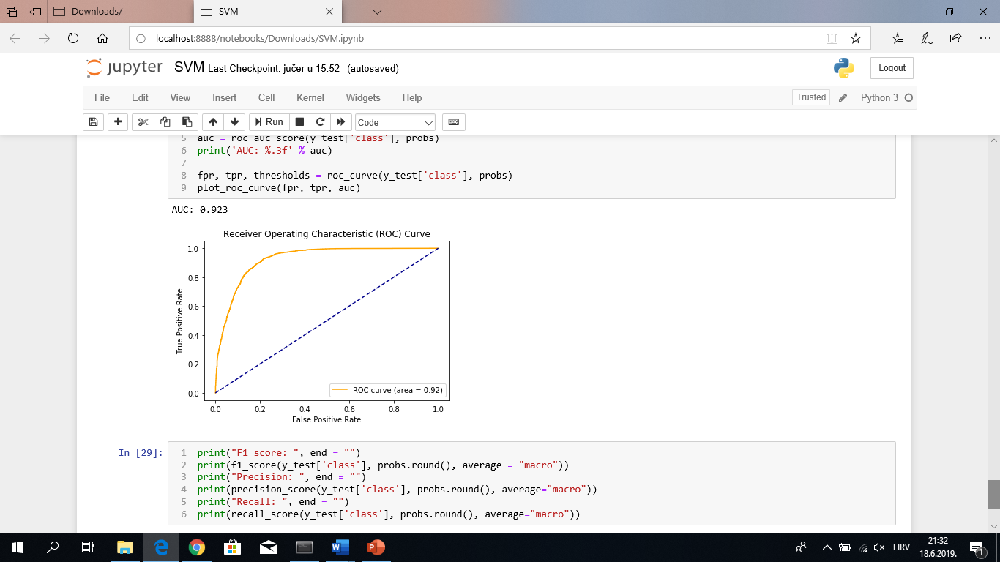 Downloads/
SVM
localhost:8888/notebooks/Downloads/SVM.ipynb
jupyter SVM Last Checkpoint: jučer u 15:52 (autosaved)
Logout
File Edit View Insert Cell Kernel Widgets Help
Trusted Python 3
Run Code
5 auc = roc_auc_score(y_test['class'], probs)
6 print('AUC: %.3f' % auc)
7
8 fpr, tpr, thresholds = roc_curve(y_test['class'], probs)
9 plot_roc_curve(fpr, tpr, auc)
AUC: 0.923
Receiver Operating Characteristic (ROC) Curve
1.0
0.8
0.6
0.4
0.2
0.0
True Positive Rate
ROC curve (area = 0.92)
0.0 0.2 0.4 0.6 0.8 1.0
False Positive Rate
In [29]:
1 print("F1 score: ", end = "")
2 print(f1_score(y_test['class'], probs.round(), average = "macro"))
3 print("Precision: ", end = "")
4 print(precision_score(y_test['class'], probs.round(), average="macro"))
5 print("Recall: ", end = "")
6 print(recall_score(y_test['class'], probs.round(), average="macro"))
HRV
21:32
18.6.2019.
1